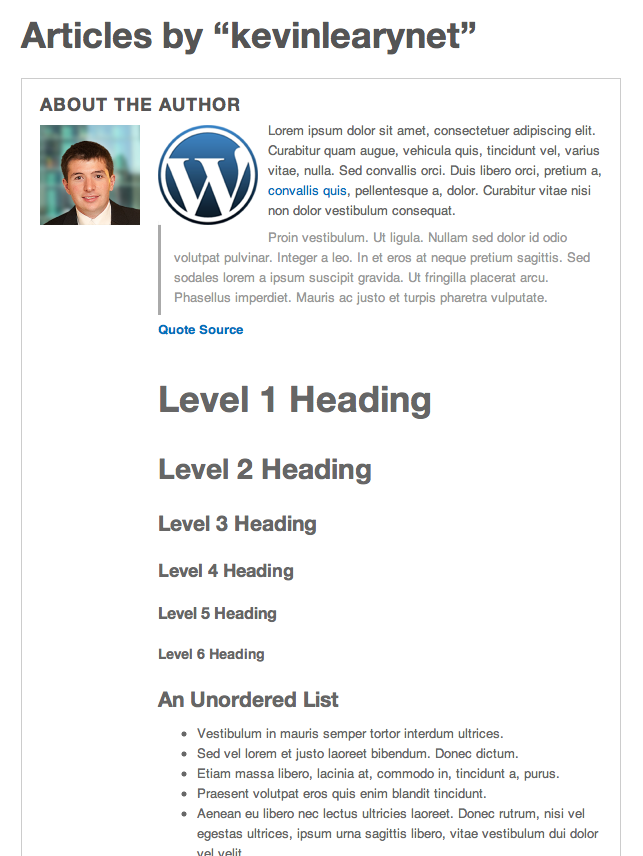 Articles by “kevinlearynet”
ABOUT THE AUTHOR
Lorem ipsum dolor sit amet, consectetuer adipiscing elit.
Curabitur quam augue, vehicula quis, tincidunt vel, varius
vitae, nulla. Sed convallis orci. Duis libero orci, pretium a,
convallis quis, pellentesque a, dolor. Curabitur vitae nisi
non dolor vestibulum consequat.
Proin vestibulum. Ut ligula. Nullam sed dolor id odio
volutpat pulvinar. Integer a leo. In et eros at neque pretium sagittis. Sed
sodales lorem a ipsum suscipit gravida. Ut fringilla placerat arcu.
Phasellus imperdiet. Mauris ac justo et turpis pharetra vulputate.
Quote Source
Level 1 Heading
Level 2 Heading
Level 3 Heading
Level 4 Heading
Level 5 Heading
Level 6 Heading
An Unordered List
• Vestibulum in mauris semper tortor interdum ultrices.
• Sed vel lorem et justo laoreet bibendum. Donec dictum.
• Etiam massa libero, lacinia at, commodo in, tincidunt a, purus.
• Praesent volutpat eros quis enim blandit tincidunt.
• Aenean eu libero nec lectus ultricies laoreet. Donec rutrum, nisi vel
egestas ultrices, ipsum urna sagittis libero, vitae vestibulum dui dolor
vel velit